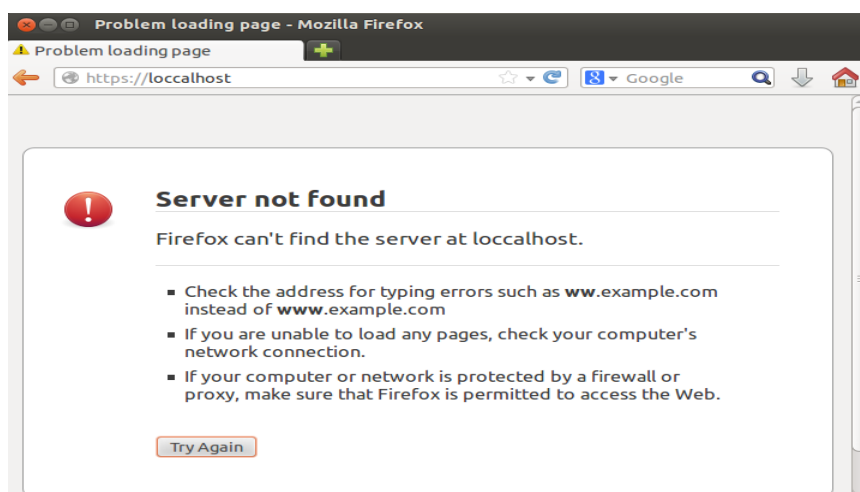 Problem loading page - Mozilla Firefox
Problem loading page
https://loccalhost
8 Google
Server not found
Firefox can't find the server at loccalhost.
Check the address for typing errors such as ww.example.com
instead of www.example.com
If you are unable to load any pages, check your computer's
network connection.
If your computer or network is protected by a firewall or
proxy, make sure that Firefox is permitted to access the Web.
Try Again